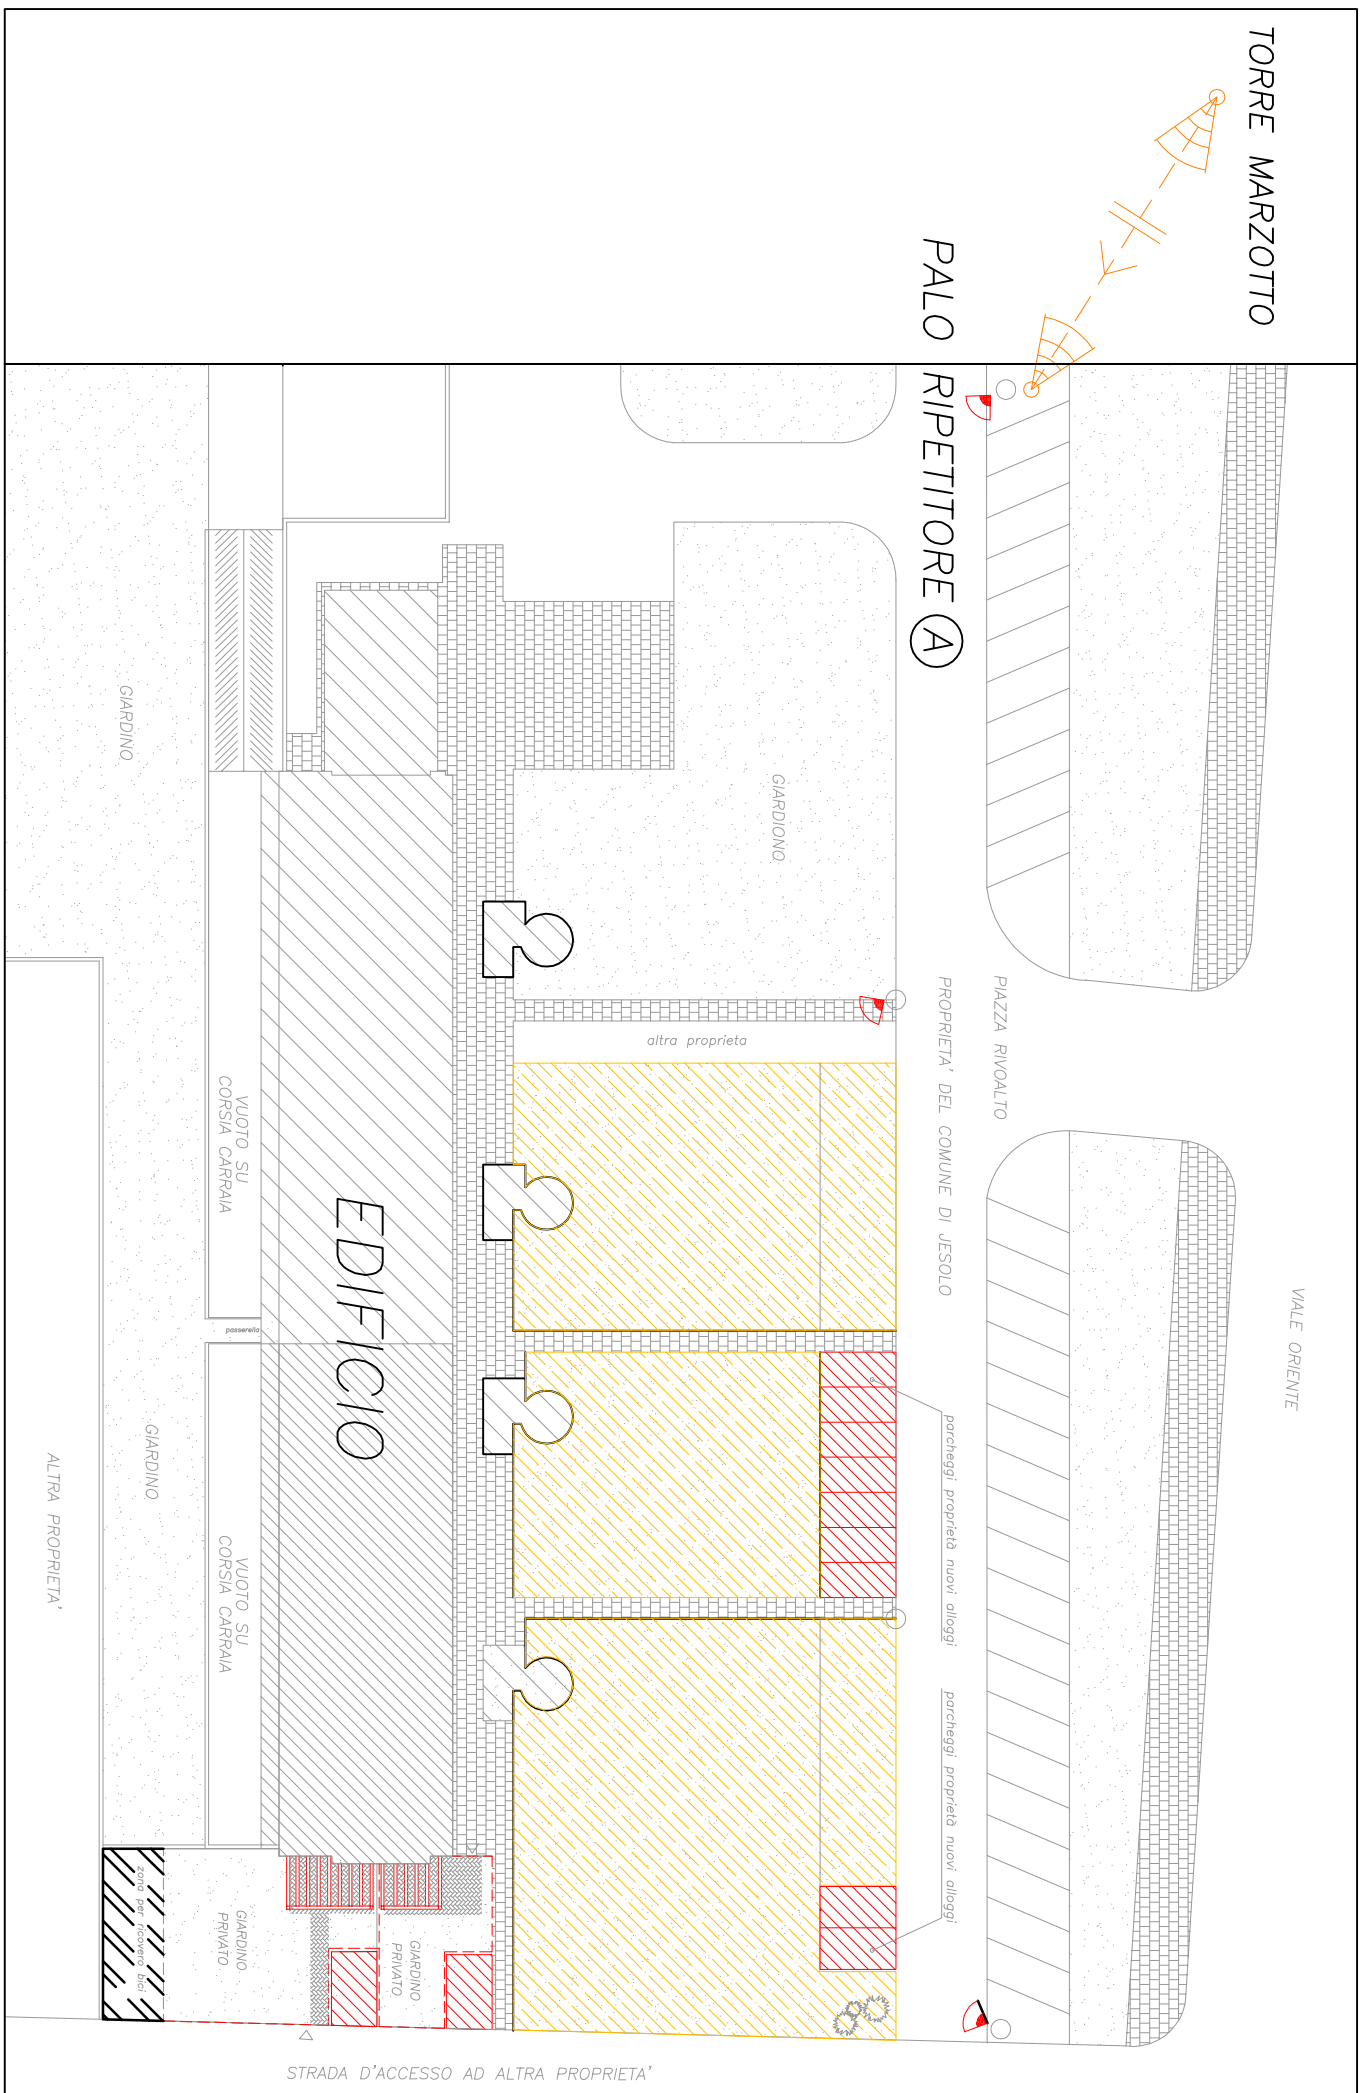 TORRE MARZOTTO
PALO RIPETITORE A
VIALE ORIENTE
PIAZZA RIVOALTO
PROPRIETA' DEL COMUNE DI JESOLO
parcheggi proprietà nuovi alloggi
parcheggi proprietà nuovi alloggi
GIARDIONO
altra proprieta
EDIFICIO
GIARDINO
VUOTO SU
CORSIA CARRAIA
passerella
VUOTO SU
CORSIA CARRAIA
GIARDINO
ALTRA PROPRIETA'
GIARDINO
PRIVATO
GIARDINO
PRIVATO
zona per ricovero bici
STRADA D'ACCESSO AD ALTRA PROPRIETA'